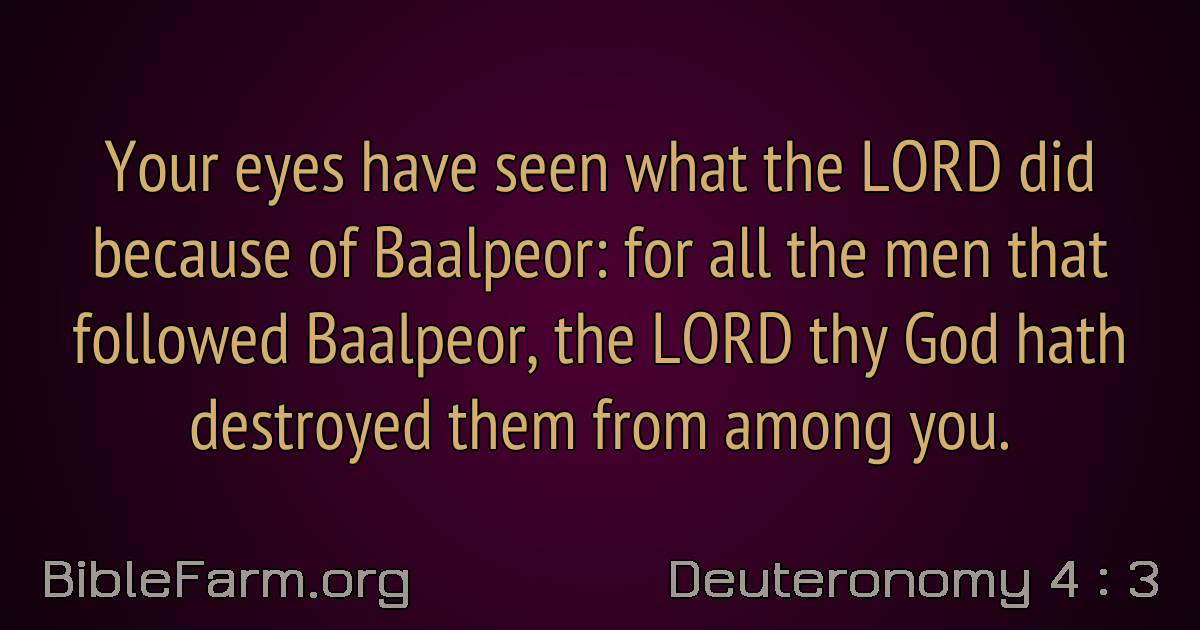 Your eyes have seen what the LORD did
because of Baalpeor: for all the men that
followed Baalpeor, the LORD thy God hath
destroyed them from among you.
BibleFarm.org
Deuteronomy 4 : 3